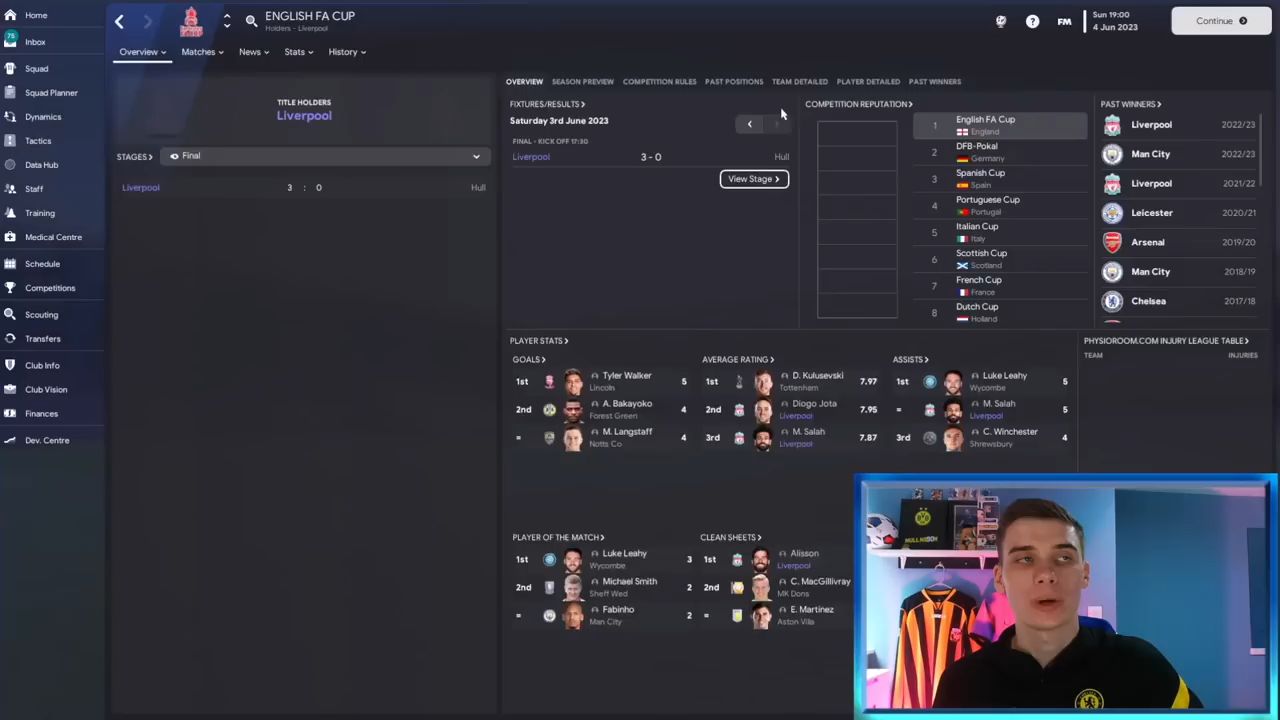 Home
75
Inbox
Squad
Squad Planner
Dynamics
Tactics
Data Hub
Staff
Training
Medical Centre
Schedule
Competitions
Scouting
Transfers
Club Info
Club Vision
Finances
Dev. Centre
ENGLISH FA CUP
Holders - Liverpool
FM
Sun 19:00
4 Jun 2023
Continue
Overview
Matches
News
Stats
History
TITLE HOLDERS
Liverpool
STAGES
Final
Liverpool 3 : 0 Hull
OVERVIEW
SEASON PREVIEW
COMPETITION RULES
PAST POSITIONS
TEAM DETAILED
PLAYER DETAILED
PAST WINNERS
FIXTURES/RESULTS
Saturday 3rd June 2023
FINAL - KICK OFF 17:30
Liverpool 3 - 0 Hull
View Stage
COMPETITION REPUTATION
1 English FA Cup
England
2 DFB-Pokal
Germany
3 Spanish Cup
Spain
4 Portuguese Cup
Portugal
5 Italian Cup
Italy
6 Scottish Cup
Scotland
7 French Cup
France
8 Dutch Cup
Holland
PAST WINNERS
Liverpool 2022/23
Man City 2022/23
Liverpool 2021/22
Leicester 2020/21
Arsenal 2019/20
Man City 2018/19
Chelsea 2017/18
PLAYER STATS
GOALS
1st Tyler Walker 5
Lincoln
2nd A. Bakayoko 4
Forest Green
= M. Langstaff 4
Notts Co
AVERAGE RATING
1st D. Kulusevski 7.97
Tottenham
2nd Diogo Jota 7.95
Liverpool
3rd M. Salah 7.87
Liverpool
ASSISTS
1st Luke Leahy 5
Wycombe
= M. Salah 5
Liverpool
3rd C. Winchester 4
Shrewsbury
PHYSIOROOM.COM INJURY LEAGUE TABLE
TEAM INJURIES
PLAYER OF THE MATCH
1st Luke Leahy 3
Wycombe
2nd Michael Smith 2
Sheff Wed
= Fabinho 2
Man City
CLEAN SHEETS
1st Alisson
Liverpool
2nd C. MacGillivray
MK Dons
= E. Martínez
Aston Villa